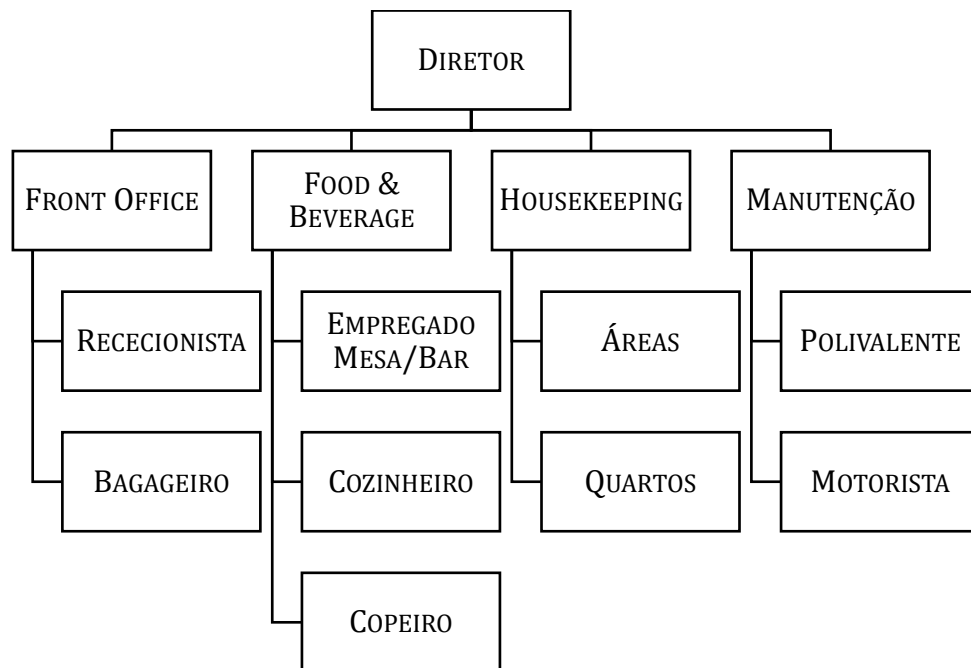 DIRETOR
FRONT OFFICE
FOOD &
BEVERAGE
HOUSEKEEPING
MANUTENÇÃO
RECECIONISTA
EMPREGADO
MESA/BAR
ÁREAS
POLIVALENTE
BAGAGEIRO
COZINHEIRO
QUARTOS
MOTORISTA
COPEIRO